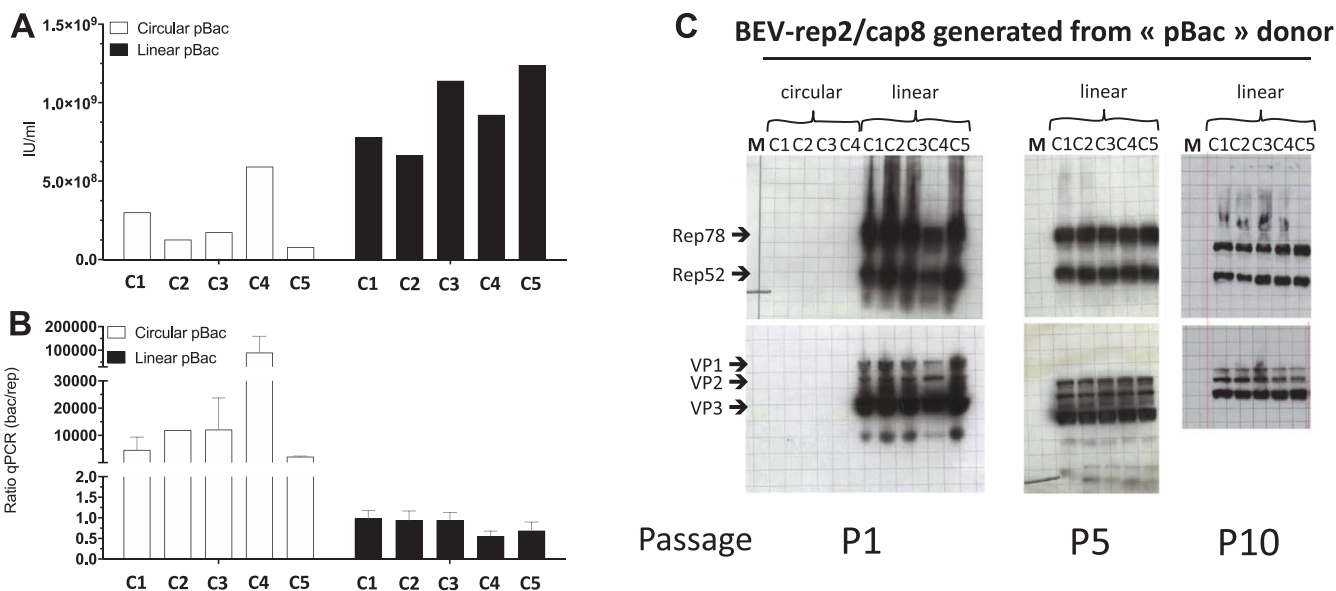 A
1.5×10⁹
1.0×10⁹
5.0×10⁸
0.0
IU/ml
Circular pBac
Linear pBac
C1 C2 C3 C4 C5 C1 C2 C3 C4 C5
B
200000
100000
30000
20000
10000
2.0
1.5
1.0
0.5
0.0
Ratio qPCR (bac/rep)
Circular pBac
Linear pBac
C1 C2 C3 C4 C5 C1 C2 C3 C4 C5
C BEV-rep2/cap8 generated from « pBac » donor
circular linear linear linear
M C1 C2 C3 C4 C1 C2 C3 C4 C5 M C1 C2 C3 C4 C5 M C1 C2 C3 C4 C5
Rep78
Rep52
VP1
VP2
VP3
Passage P1 P5 P10